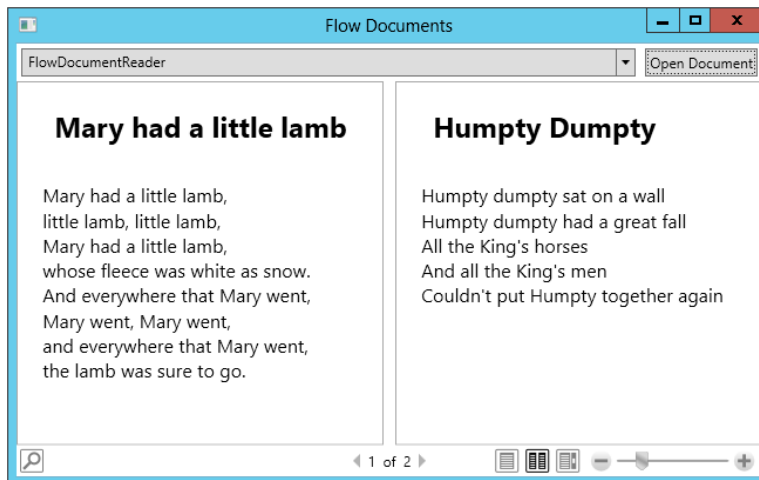 Flow Documents
FlowDocumentReader
Open Document
Mary had a little lamb
Mary had a little lamb,
little lamb, little lamb,
Mary had a little lamb,
whose fleece was white as snow.
And everywhere that Mary went,
Mary went, Mary went,
and everywhere that Mary went,
the lamb was sure to go.
Humpty Dumpty
Humpty dumpty sat on a wall
Humpty dumpty had a great fall
All the King's horses
And all the King's men
Couldn't put Humpty together again
1 of 2